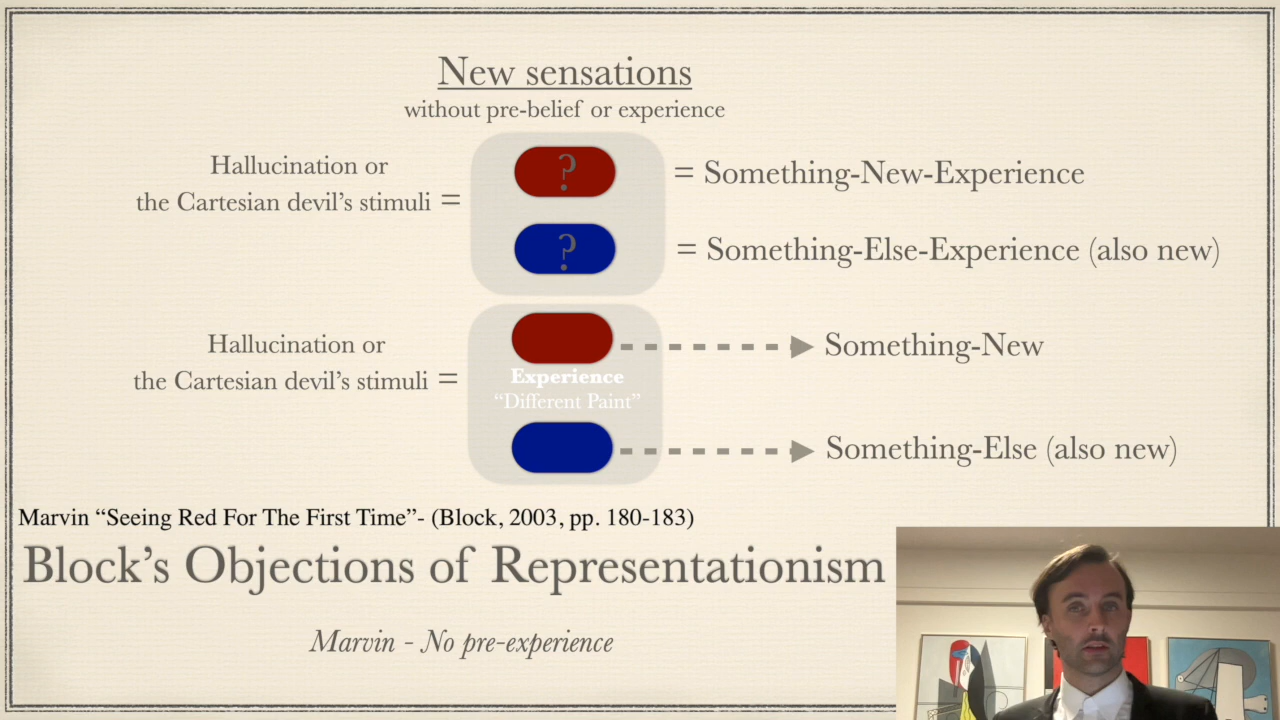 New sensations
without pre-belief or experience
Hallucination or
the Cartesian devil's stimuli =
?
= Something-New-Experience
?
= Something-Else-Experience (also new)
Hallucination or
the Cartesian devil's stimuli =
Something-New
Experience
“Different Paint”
Something-Else (also new)
Marvin “Seeing Red For The First Time”- (Block, 2003, pp. 180-183)
Block's Objections of Representationism
Marvin - No pre-experience